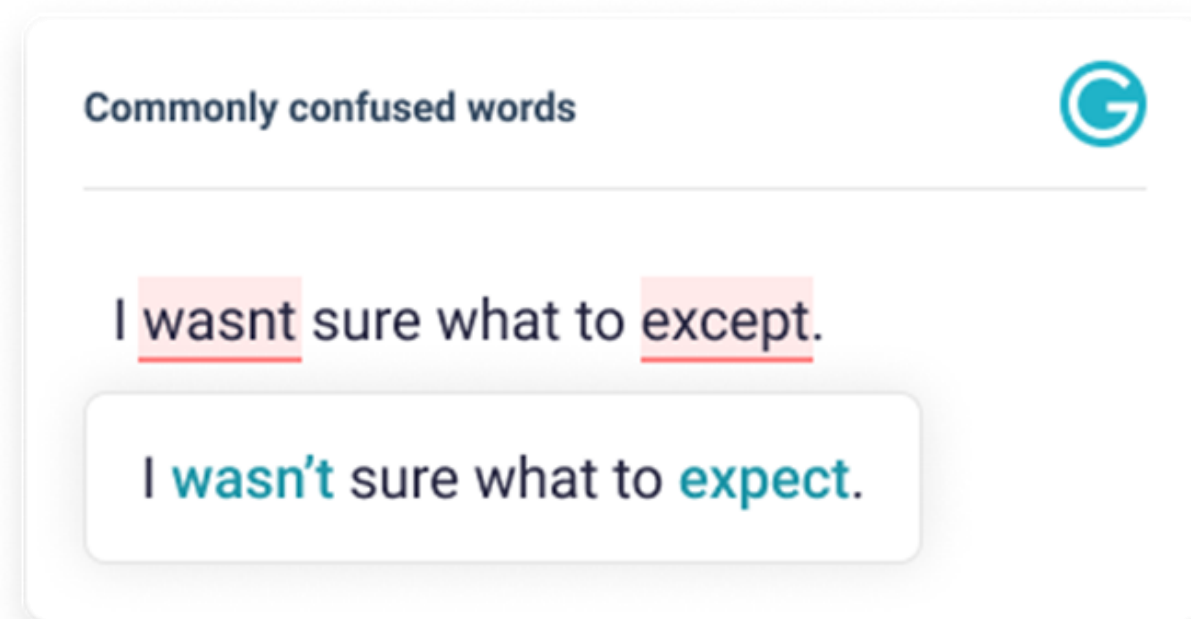 Commonly confused words
G
I wasnt sure what to except.
I wasn’t sure what to expect.